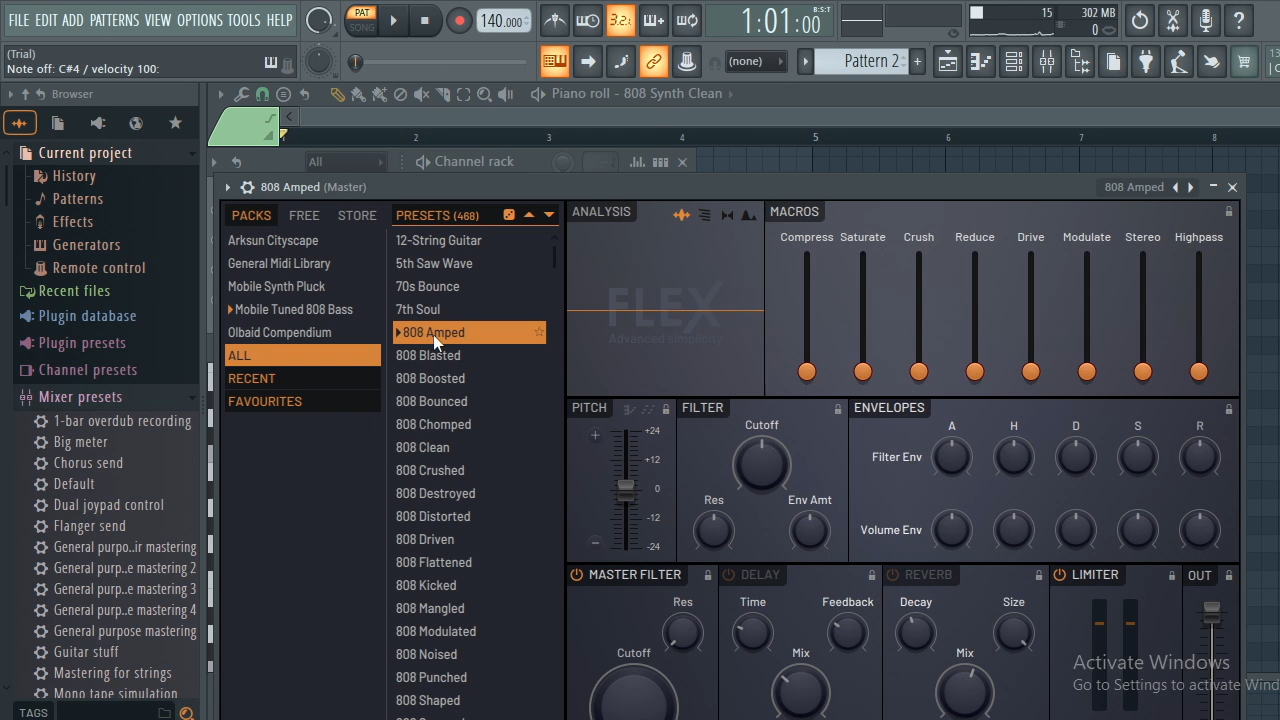 FILE EDIT ADD PATTERNS VIEW OPTIONS TOOLS HELP
PAT
SONG
140.000
3.2.
1:01:00
B:S:T
15
302 MB
0
(Trial)
Note off: C#4 / velocity 100:
(none)
Pattern 2
Browser
Piano roll - 808 Synth Clean
2
3
4
5
6
7
8
Current project
History
Patterns
Effects
Generators
Remote control
Recent files
Plugin database
Plugin presets
Channel presets
Mixer presets
1-bar overdub recording
Big meter
Chorus send
Default
Dual joypad control
Flanger send
General purpo..ir mastering
General purp..e mastering 2
General purp..e mastering 3
General purp..e mastering 4
General purpose mastering
Guitar stuff
Mastering for strings
Mono tape simulation
TAGS
All
Channel rack
808 Amped (Master)
808 Amped
PACKS
FREE
STORE
PRESETS (468)
Arksun Cityscape
General Midi Library
Mobile Synth Pluck
Mobile Tuned 808 Bass
Olbaid Compendium
ALL
RECENT
FAVOURITES
12-String Guitar
5th Saw Wave
70s Bounce
7th Soul
808 Amped
808 Blasted
808 Boosted
808 Bounced
808 Chomped
808 Clean
808 Crushed
808 Destroyed
808 Distorted
808 Driven
808 Flattened
808 Kicked
808 Mangled
808 Modulated
808 Noised
808 Punched
808 Shaped
ANALYSIS
FLEX
Advanced simplicity
MACROS
Compress Saturate Crush Reduce Drive Modulate Stereo Highpass
PITCH
+24
+12
0
-12
-24
FILTER
Cutoff
Res
Env Amt
ENVELOPES
A H D S R
Filter Env
Volume Env
MASTER FILTER
Res
Cutoff
DELAY
Time
Feedback
Mix
REVERB
Decay
Size
Mix
LIMITER
OUT
Activate Windows
Go to Settings to activate Wind